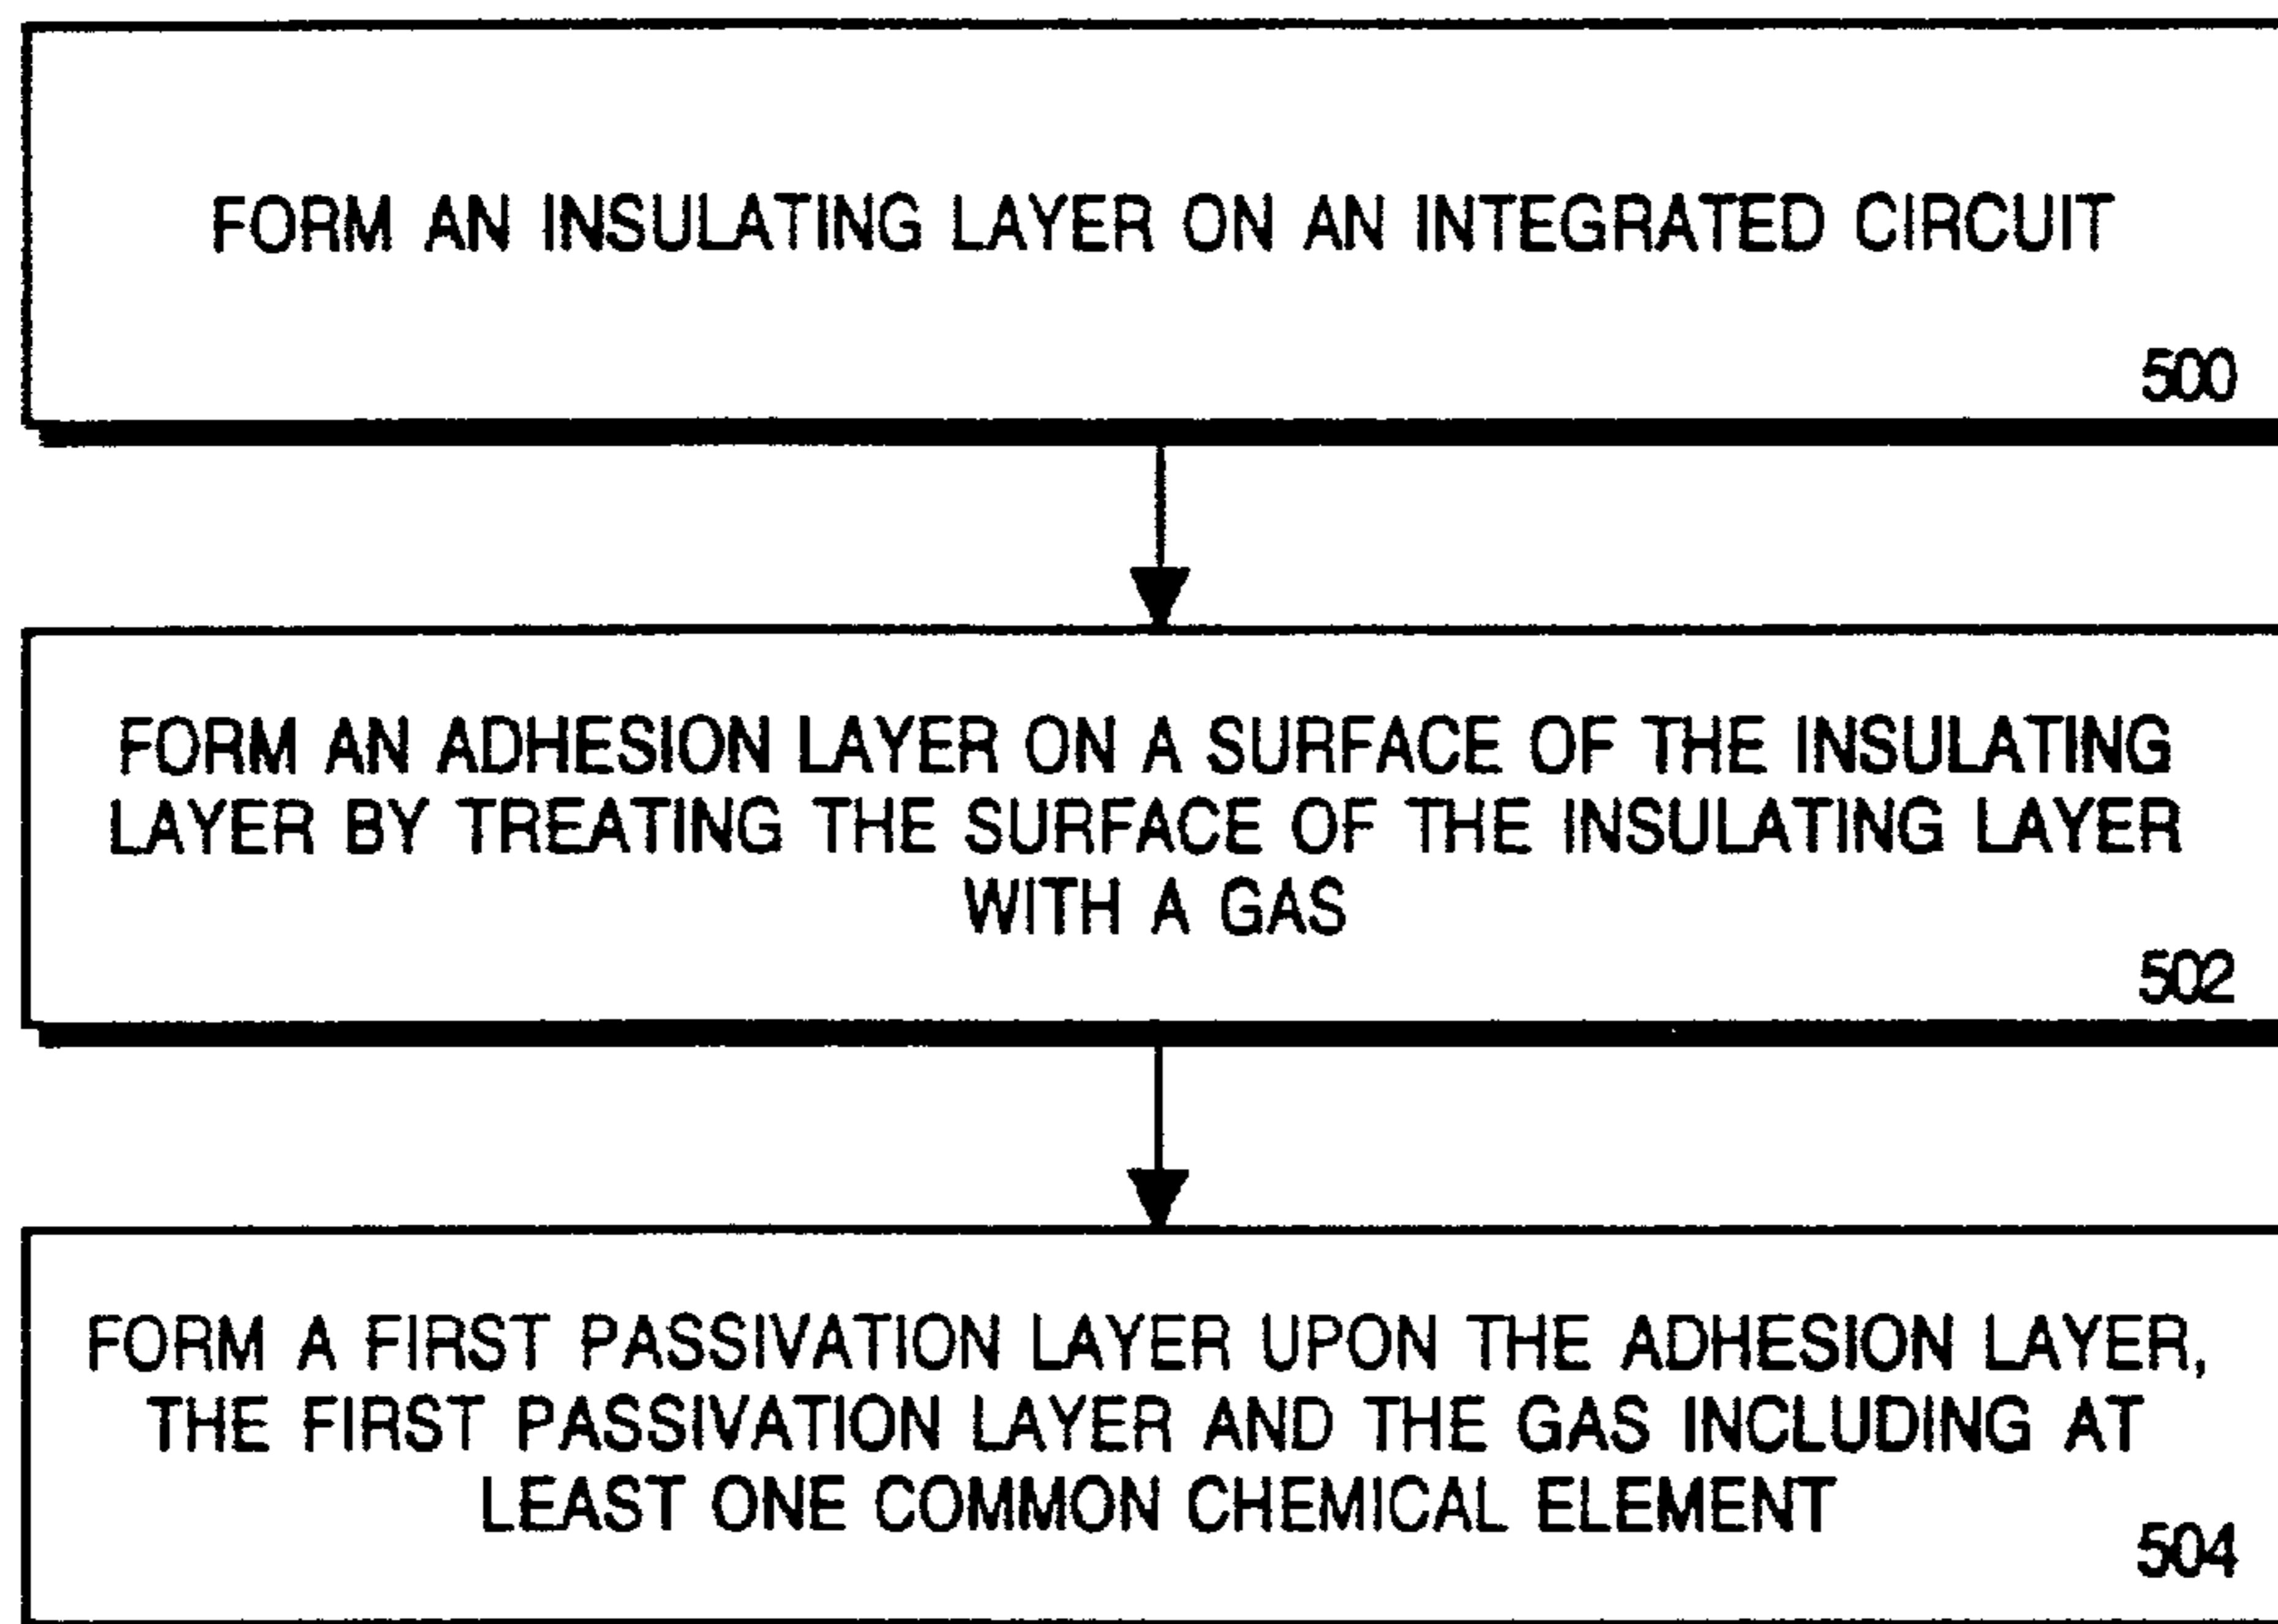 FORM AN INSULATING LAYER ON AN INTEGRATED CIRCUIT
500
FORM AN ADHESION LAYER ON A SURFACE OF THE INSULATING
LAYER BY TREATING THE SURFACE OF THE INSULATING LAYER
WITH A GAS
502
FORM A FIRST PASSIVATION LAYER UPON THE ADHESION LAYER,
THE FIRST PASSIVATION LAYER AND THE GAS INCLUDING AT
LEAST ONE COMMON CHEMICAL ELEMENT
504